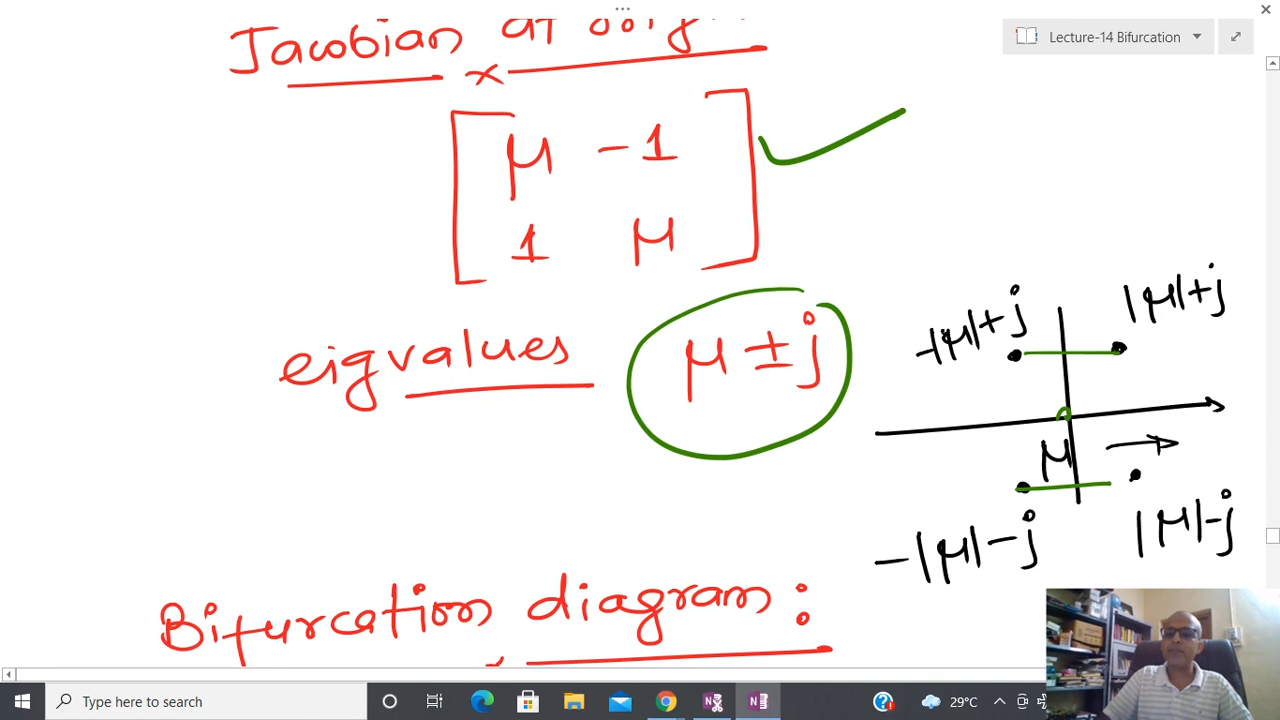 Lecture-14 Bifurcation
Jacobian at
μ -1
1 μ
eigvalues μ ± j
-|μ|+j
|μ|+j
μ
-|μ|-j
|μ|-j
Bifurcation diagram:
Type here to search
29°C